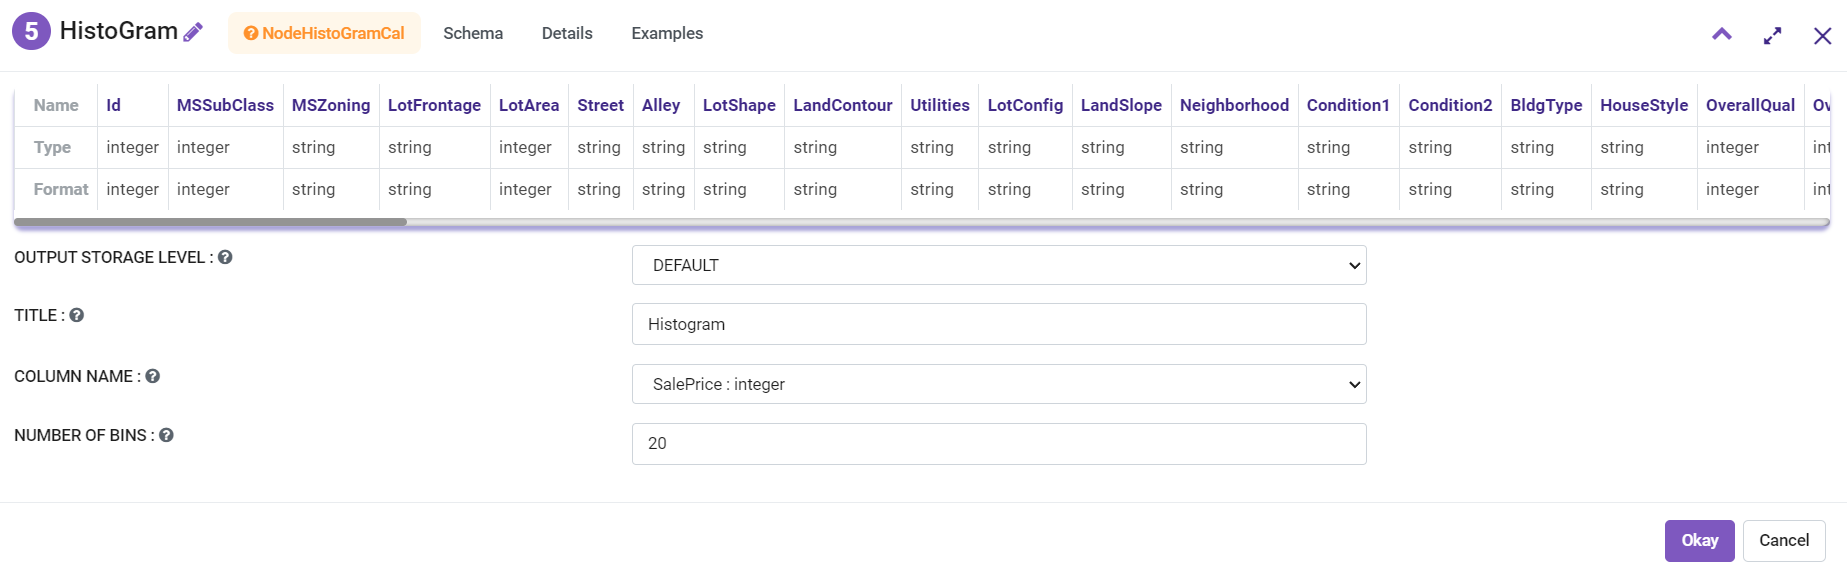 5 HistoGram NodeHistoGramCal Schema Details Examples
Name Id MSSubClass MSZoning LotFrontage LotArea Street Alley LotShape LandContour Utilities LotConfig LandSlope Neighborhood Condition1 Condition2 BldgType HouseStyle OverallQual Ov
Type integer integer string string integer string string string string string string string string string string string string integer int
Format integer integer string string integer string string string string string string string string string string string string integer int
OUTPUT STORAGE LEVEL : DEFAULT
TITLE : Histogram
COLUMN NAME : SalePrice : integer
NUMBER OF BINS : 20
Okay Cancel